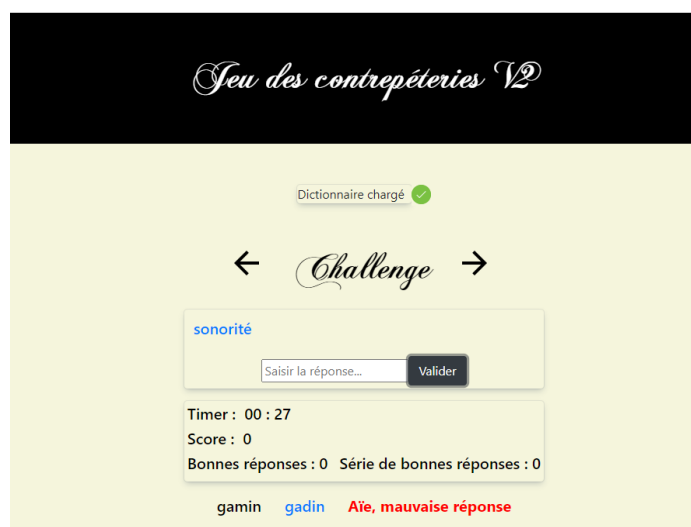 Jeu des contrepéteries V2
Dictionnaire chargé
Challenge
sonorité
Saisir la réponse... Valider
Timer : 00 : 27
Score : 0
Bonnes réponses : 0 Série de bonnes réponses : 0
gamin gadin Aïe, mauvaise réponse